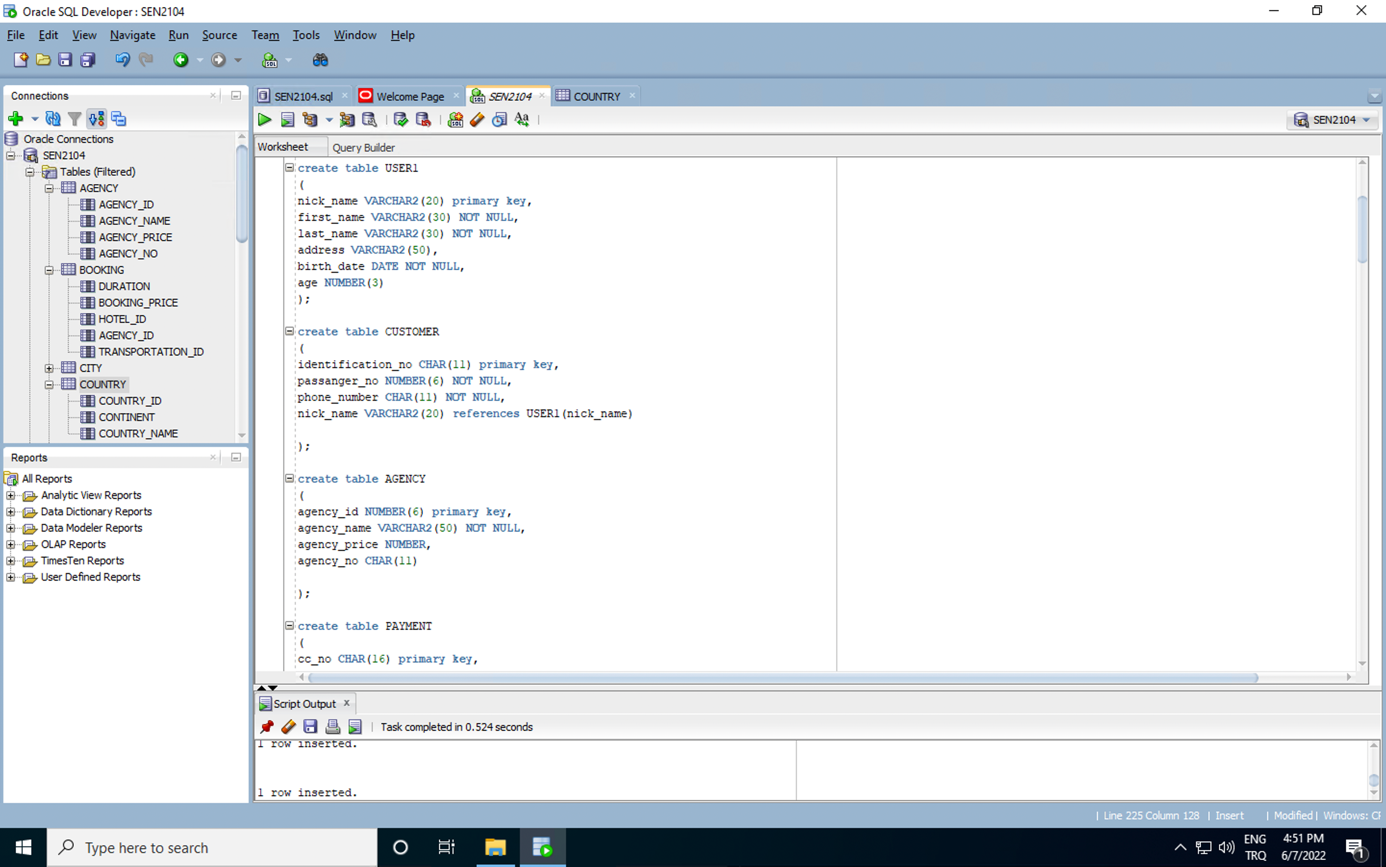 Oracle SQL Developer : SEN2104
File Edit View Navigate Run Source Team Tools Window Help
Connections
Oracle Connections
SEN2104
Tables (Filtered)
AGENCY
AGENCY_ID
AGENCY_NAME
AGENCY_PRICE
AGENCY_NO
BOOKING
DURATION
BOOKING_PRICE
HOTEL_ID
AGENCY_ID
TRANSPORTATION_ID
CITY
COUNTRY
COUNTRY_ID
CONTINENT
COUNTRY_NAME
Reports
All Reports
Analytic View Reports
Data Dictionary Reports
Data Modeler Reports
OLAP Reports
TimesTen Reports
User Defined Reports
SEN2104.sql Welcome Page SEN2104 COUNTRY
SEN2104
Worksheet Query Builder
create table USER1
(
nick_name VARCHAR2(20) primary key,
first_name VARCHAR2(30) NOT NULL,
last_name VARCHAR2(30) NOT NULL,
address VARCHAR2(50),
birth_date DATE NOT NULL,
age NUMBER(3)
);
create table CUSTOMER
(
identification_no CHAR(11) primary key,
passanger_no NUMBER(6) NOT NULL,
phone_number CHAR(11) NOT NULL,
nick_name VARCHAR2(20) references USER1(nick_name)
);
create table AGENCY
(
agency_id NUMBER(6) primary key,
agency_name VARCHAR2(50) NOT NULL,
agency_price NUMBER,
agency_no CHAR(11)
);
create table PAYMENT
(
cc_no CHAR(16) primary key,
Script Output
Task completed in 0.524 seconds
1 row inserted.
1 row inserted.
Line 225 Column 128 | Insert | Modified | Windows: CF
Type here to search
ENG
TRQ
4:51 PM
6/7/2022
1